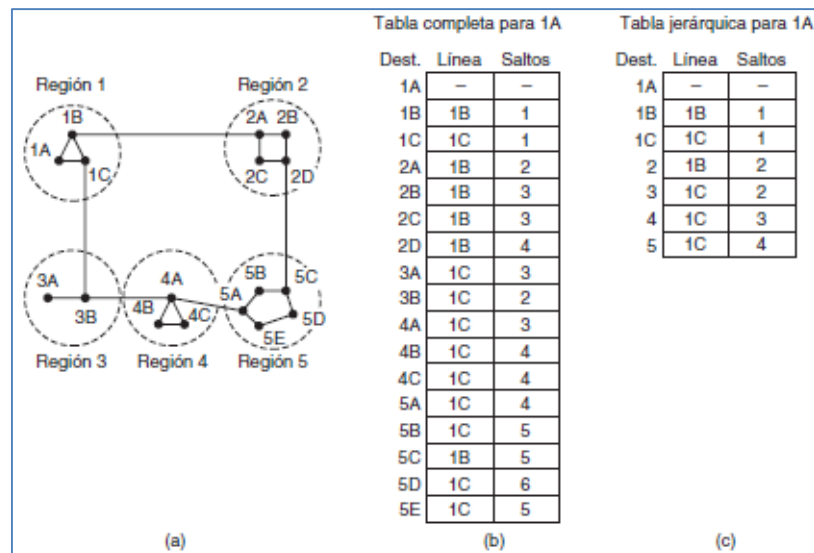 Tabla completa para 1A
Tabla jerárquica para 1A
Región 1
Región 2
1B
2A 2B
1A
1C
2C
2D
3A
4A
5B
5C
3B
4B
4C
5A
5D
5E
Región 3
Región 4
Región 5
(a)
Dest. Línea Saltos
1A – –
1B 1B 1
1C 1C 1
2A 1B 2
2B 1B 3
2C 1B 3
2D 1B 4
3A 1C 3
3B 1C 2
4A 1C 3
4B 1C 4
4C 1C 4
5A 1C 4
5B 1C 5
5C 1B 5
5D 1C 6
5E 1C 5
(b)
Dest. Línea Saltos
1A – –
1B 1B 1
1C 1C 1
2 1B 2
3 1C 2
4 1C 3
5 1C 4
(c)